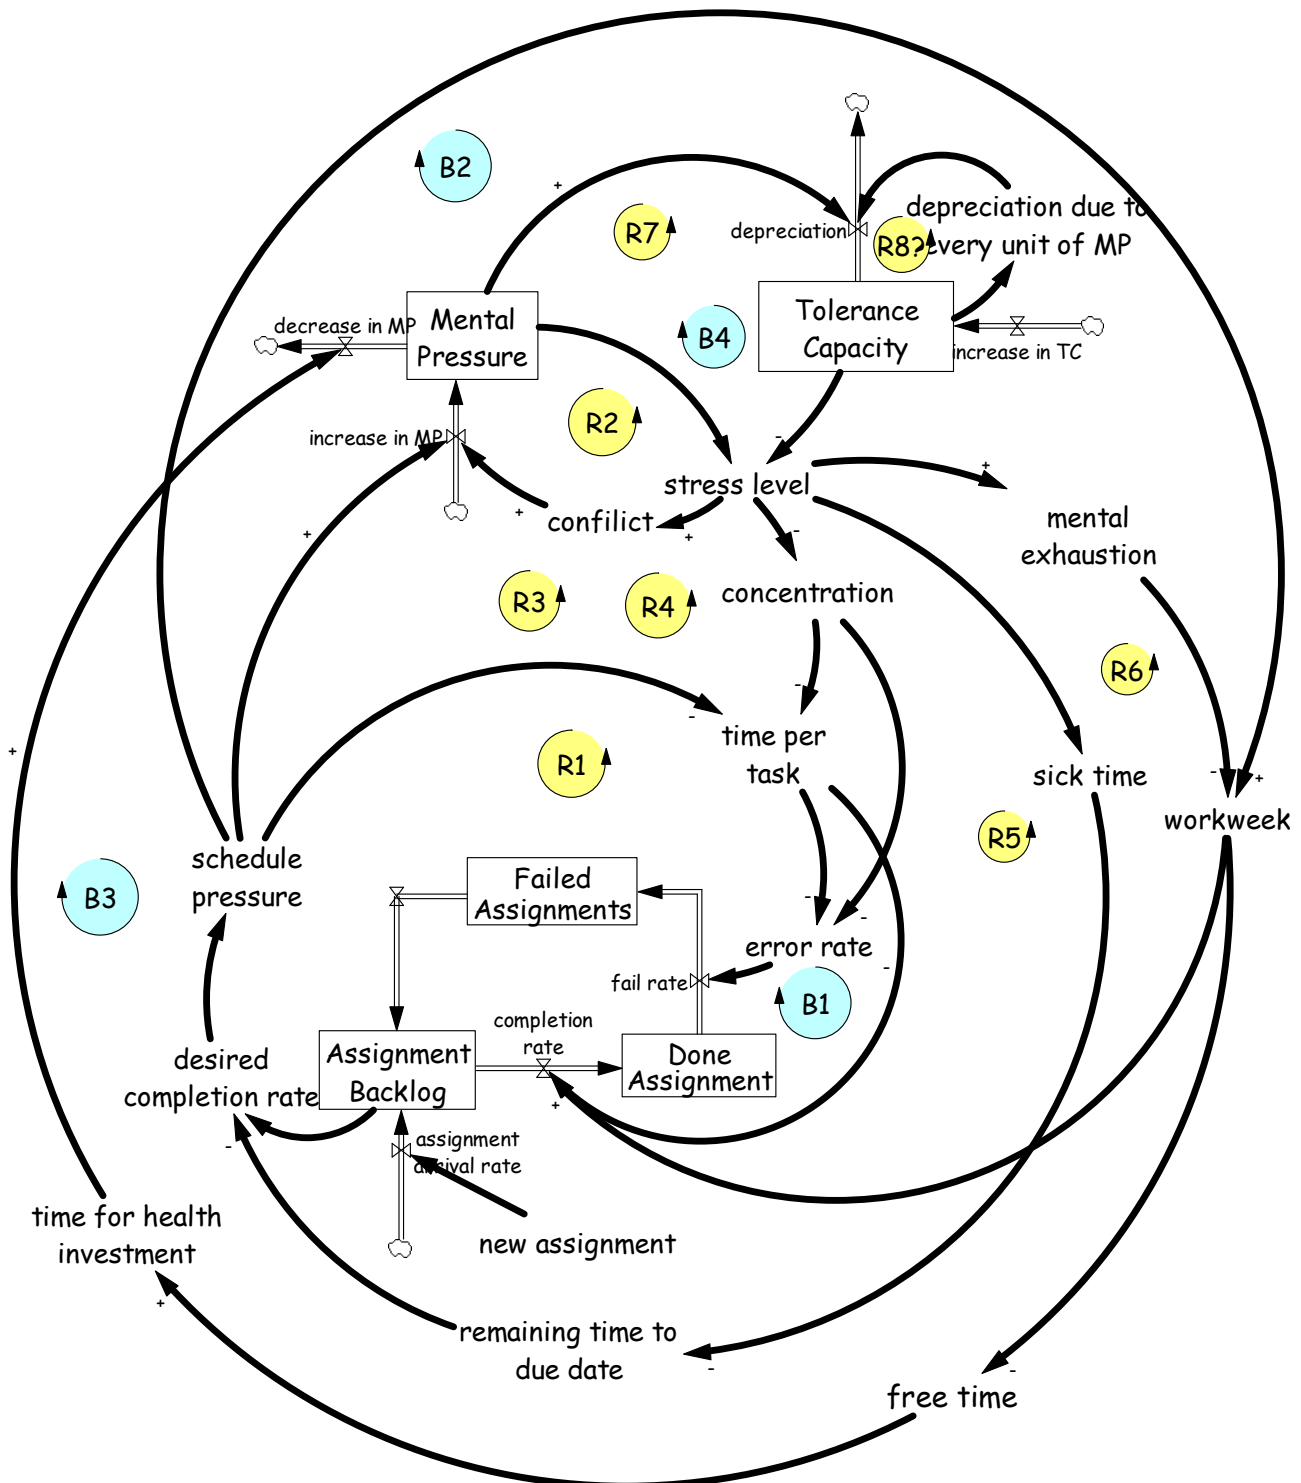 B2
depreciation due to
every unit of MP
R7
depreciation
R8?
Tolerance
Capacity
decrease in MP
Mental
Pressure
B4
increase in TC
R2
increase in MP
stress level
confilict
mental
exhaustion
concentration
R3
R4
R6
time per
task
R1
sick time
workweek
R5
schedule
pressure
Failed
Assignments
B3
error rate
fail rate
B1
completion
rate
desired
completion rate
Assignment
Backlog
Done
Assignment
assignment
arrival rate
time for health
investment
new assignment
remaining time to
due date
free time